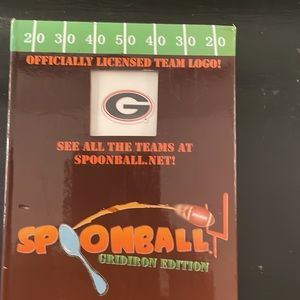 20 30 40 50 40 30 20
OFFICIALLY LICENSED TEAM LOGO!
G
SEE ALL THE TEAMS AT
SPOONBALL.NET!
SPOONBALL
GRIDIRON EDITION